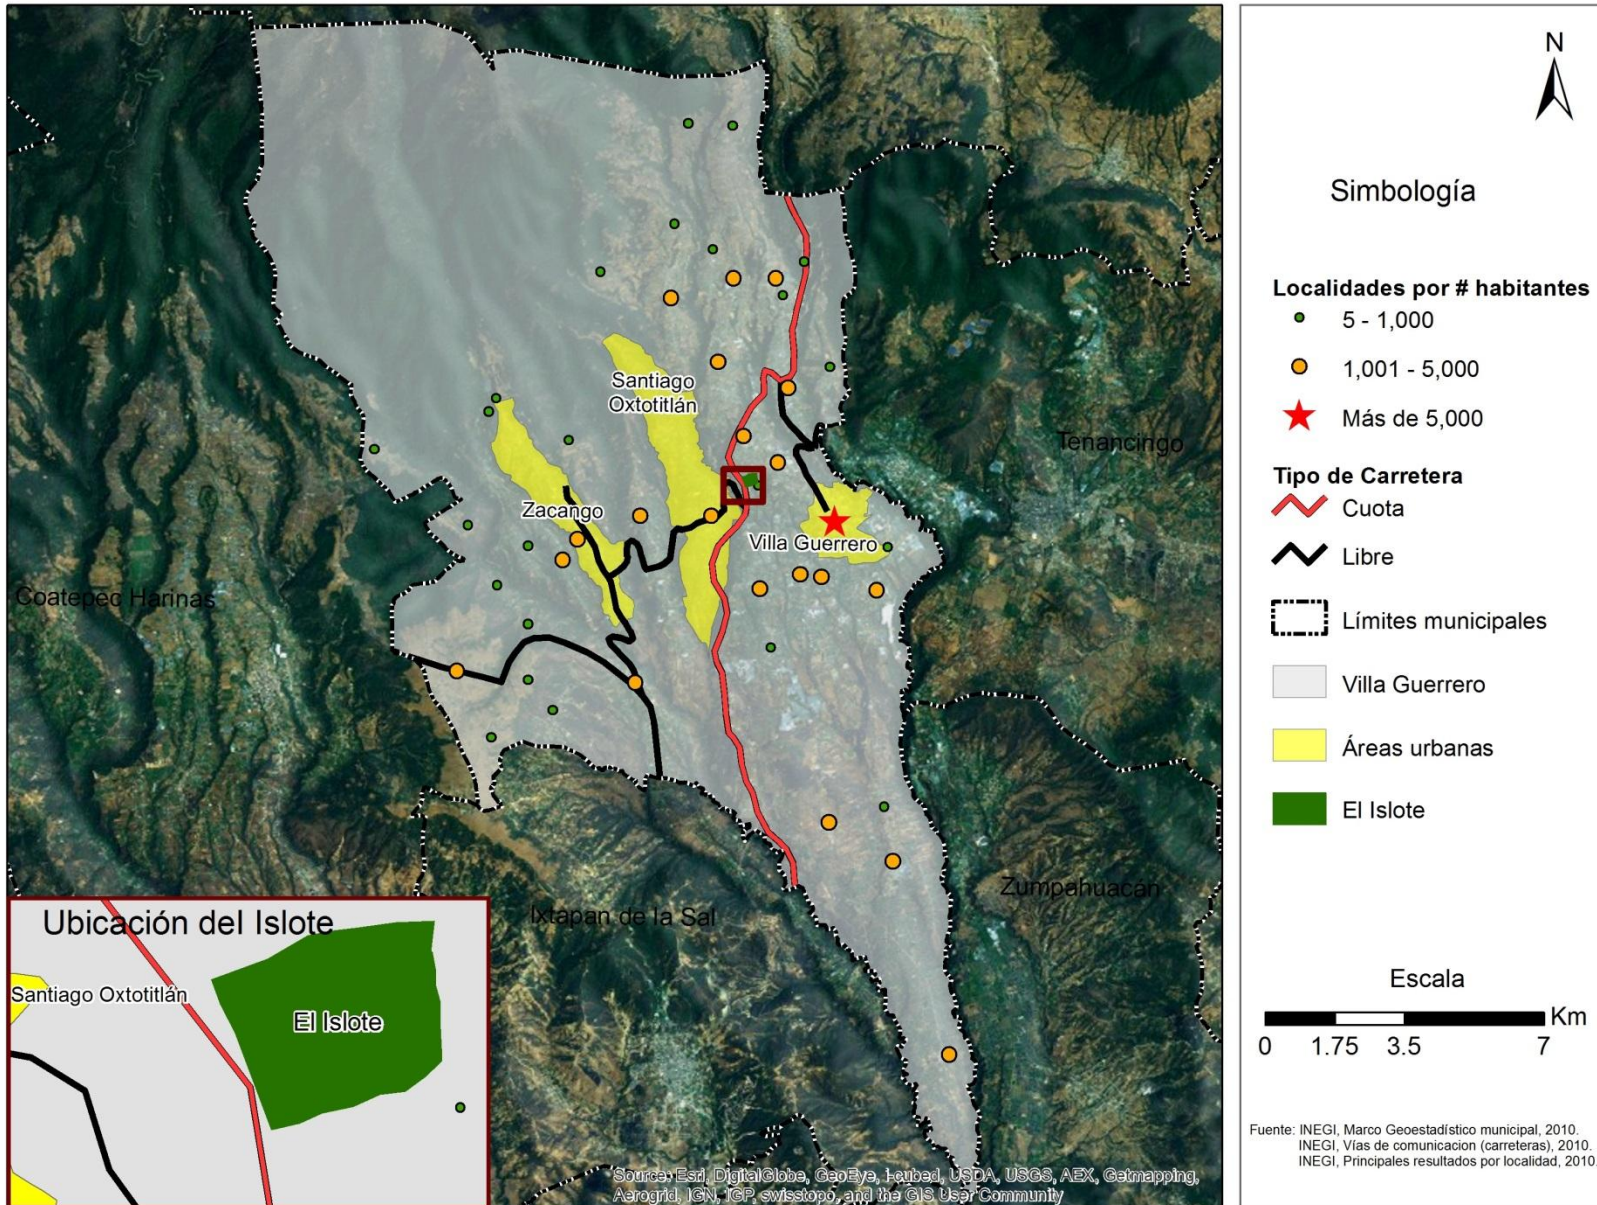 Santiago
Oxtotitlán
Tenancingo
Zacango
Villa Guerrero
Coatepec Harinas
Zumpahuacán
Ixtapan de la Sal
Ubicación del Islote
Santiago Oxtotitlán
El Islote
Source: Esri, DigitalGlobe, GeoEye, i-cubed, USDA, USGS, AEX, Getmapping,
Aerogrid, IGN, IGP, swisstopo, and the GIS User Community
N
Simbología
Localidades por # habitantes
5 - 1,000
1,001 - 5,000
Más de 5,000
Tipo de Carretera
Cuota
Libre
Límites municipales
Villa Guerrero
Áreas urbanas
El Islote
Escala
Km
0 1.75 3.5 7
Fuente: INEGI, Marco Geoestadístico municipal, 2010.
INEGI, Vías de comunicacion (carreteras), 2010.
INEGI, Principales resultados por localidad, 2010.